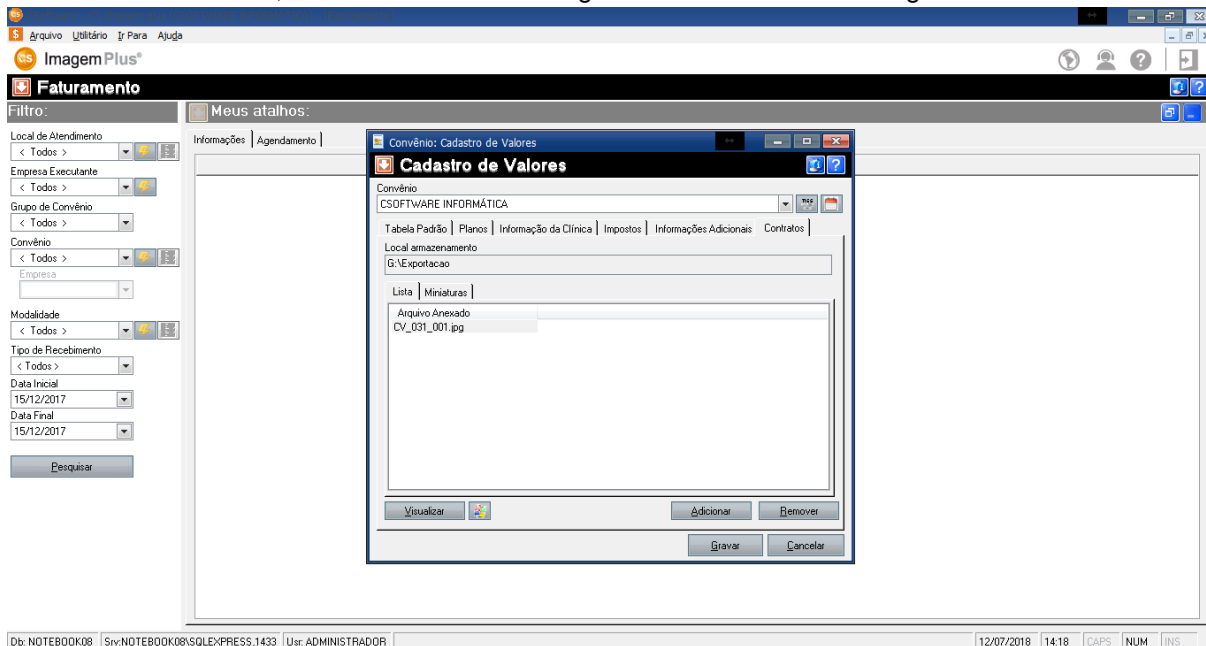 Arquivo Utilitário Ir Para Ajuda
cis ImagemPlus®
Faturamento
Filtro:
Meus atalhos:
Local de Atendimento
< Todos >
Empresa Executante
< Todos >
Grupo de Convênio
< Todos >
Convênio
< Todos >
Empresa
Modalidade
< Todos >
Tipo de Recebimento
< Todos >
Data Inicial
15/12/2017
Data Final
15/12/2017
Pesquisar
Informações Agendamento
Convênio: Cadastro de Valores
Cadastro de Valores
Convênio
CSOFTWARE INFORMÁTICA
Tabela Padrão Planos Informação da Clínica Impostos Informações Adicionais Contratos
Local armazenamento
G:\Exportacao
Lista Miniaturas
Arquivo Anexado
CV_031_001.jpg
Visualizar Adicionar Remover
Gravar Cancelar
Db: NOTEBOOK08 Srv:NOTEBOOK08\SQLEXPRESS,1433 Usr: ADMINISTRADOR 12/07/2018 14:18 CAPS NUM INS